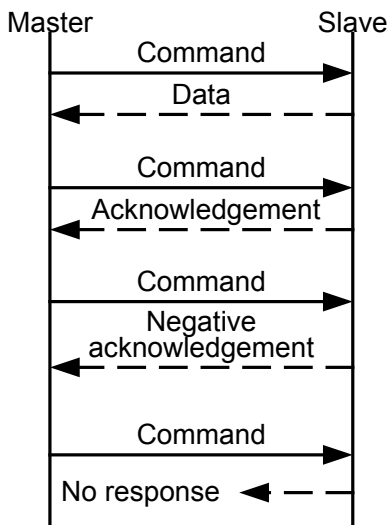 Master
Slave
Command
Data
Command
Acknowledgement
Command
Negative
acknowledgement
Command
No response